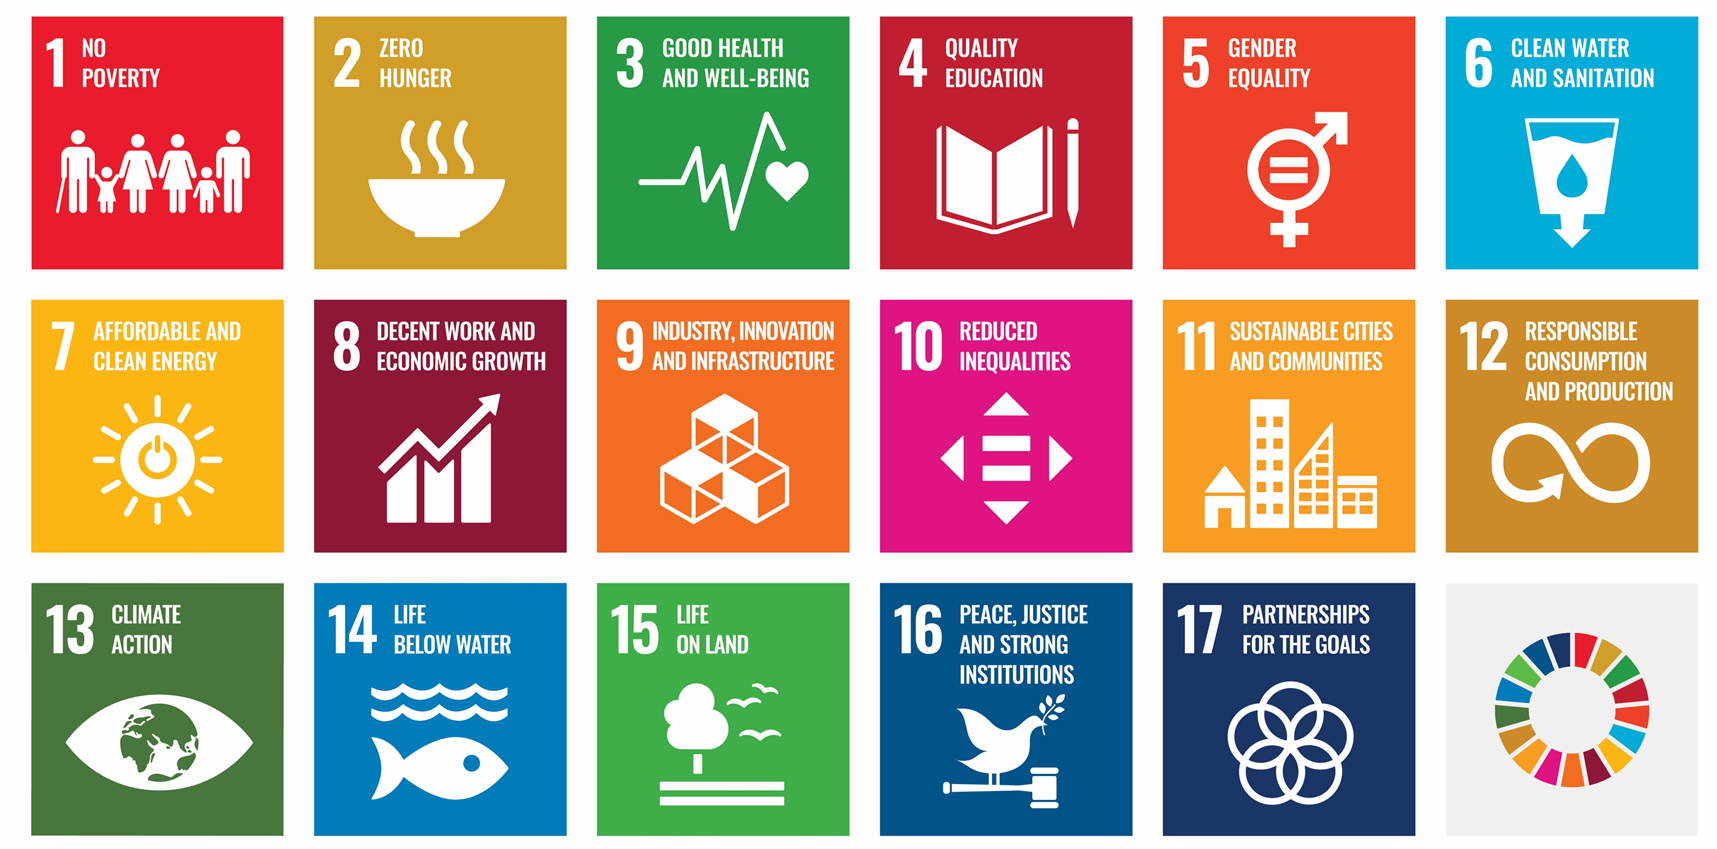 1 NO
POVERTY
2 ZERO
HUNGER
3 GOOD HEALTH
AND WELL-BEING
4 QUALITY
EDUCATION
5 GENDER
EQUALITY
6 CLEAN WATER
AND SANITATION
7 AFFORDABLE AND
CLEAN ENERGY
8 DECENT WORK AND
ECONOMIC GROWTH
9 INDUSTRY, INNOVATION
AND INFRASTRUCTURE
10 REDUCED
INEQUALITIES
11 SUSTAINABLE CITIES
AND COMMUNITIES
12 RESPONSIBLE
CONSUMPTION
AND PRODUCTION
13 CLIMATE
ACTION
14 LIFE
BELOW WATER
15 LIFE
ON LAND
16 PEACE, JUSTICE
AND STRONG
INSTITUTIONS
17 PARTNERSHIPS
FOR THE GOALS